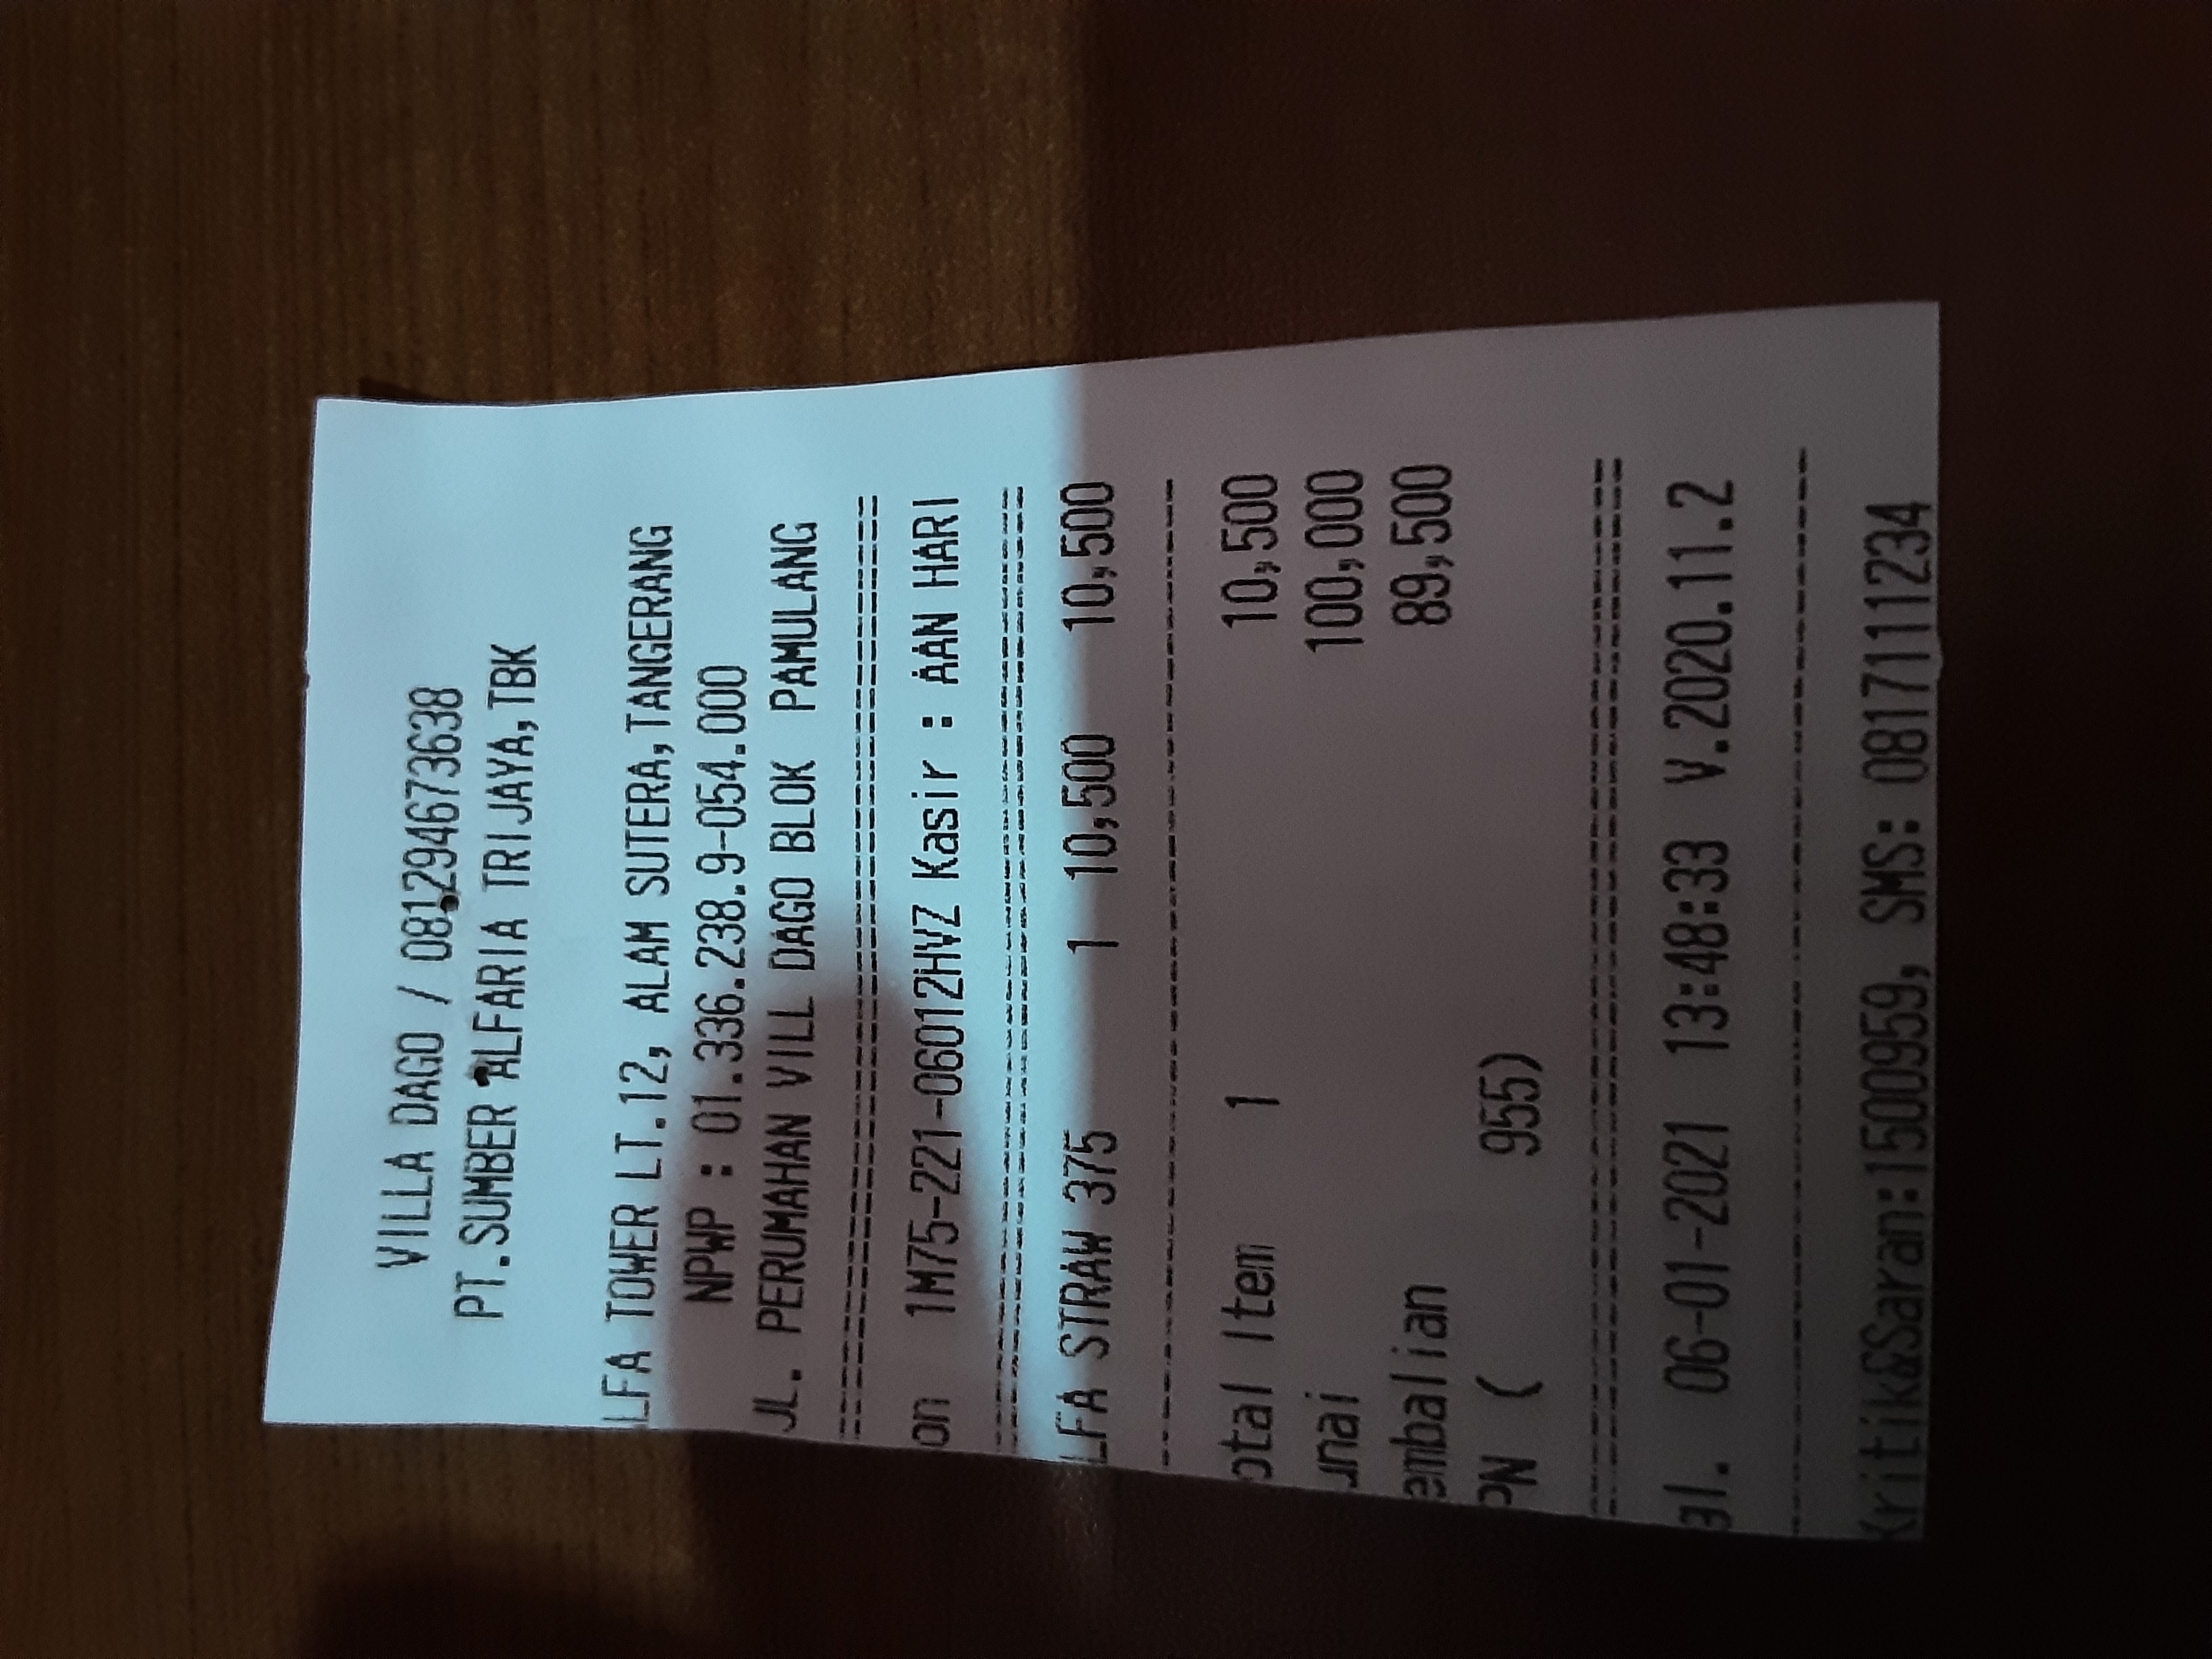 VILLA DAGO / 081294673638
PT.SUMBER ALFARIA TRIJAYA,TBK
LFA TOWER LT.12, ALAM SUTERA,TANGERANG
NPWP : 01.336.238.9-054.000
JL. PERUMAHAN VILL DAGO BLOK PAMULANG
on 1M75-221-06012HVZ Kasir : AAN HARI
LFA STRAW 375 1 10,500 10,500
otal Item 1 10,500
unai 100,000
embalian 89,500
PN ( 955)
gl. 06-01-2021 13:48:33 V.2020.11.2
Kritik&Saran:1500959, SMS: 0817111234